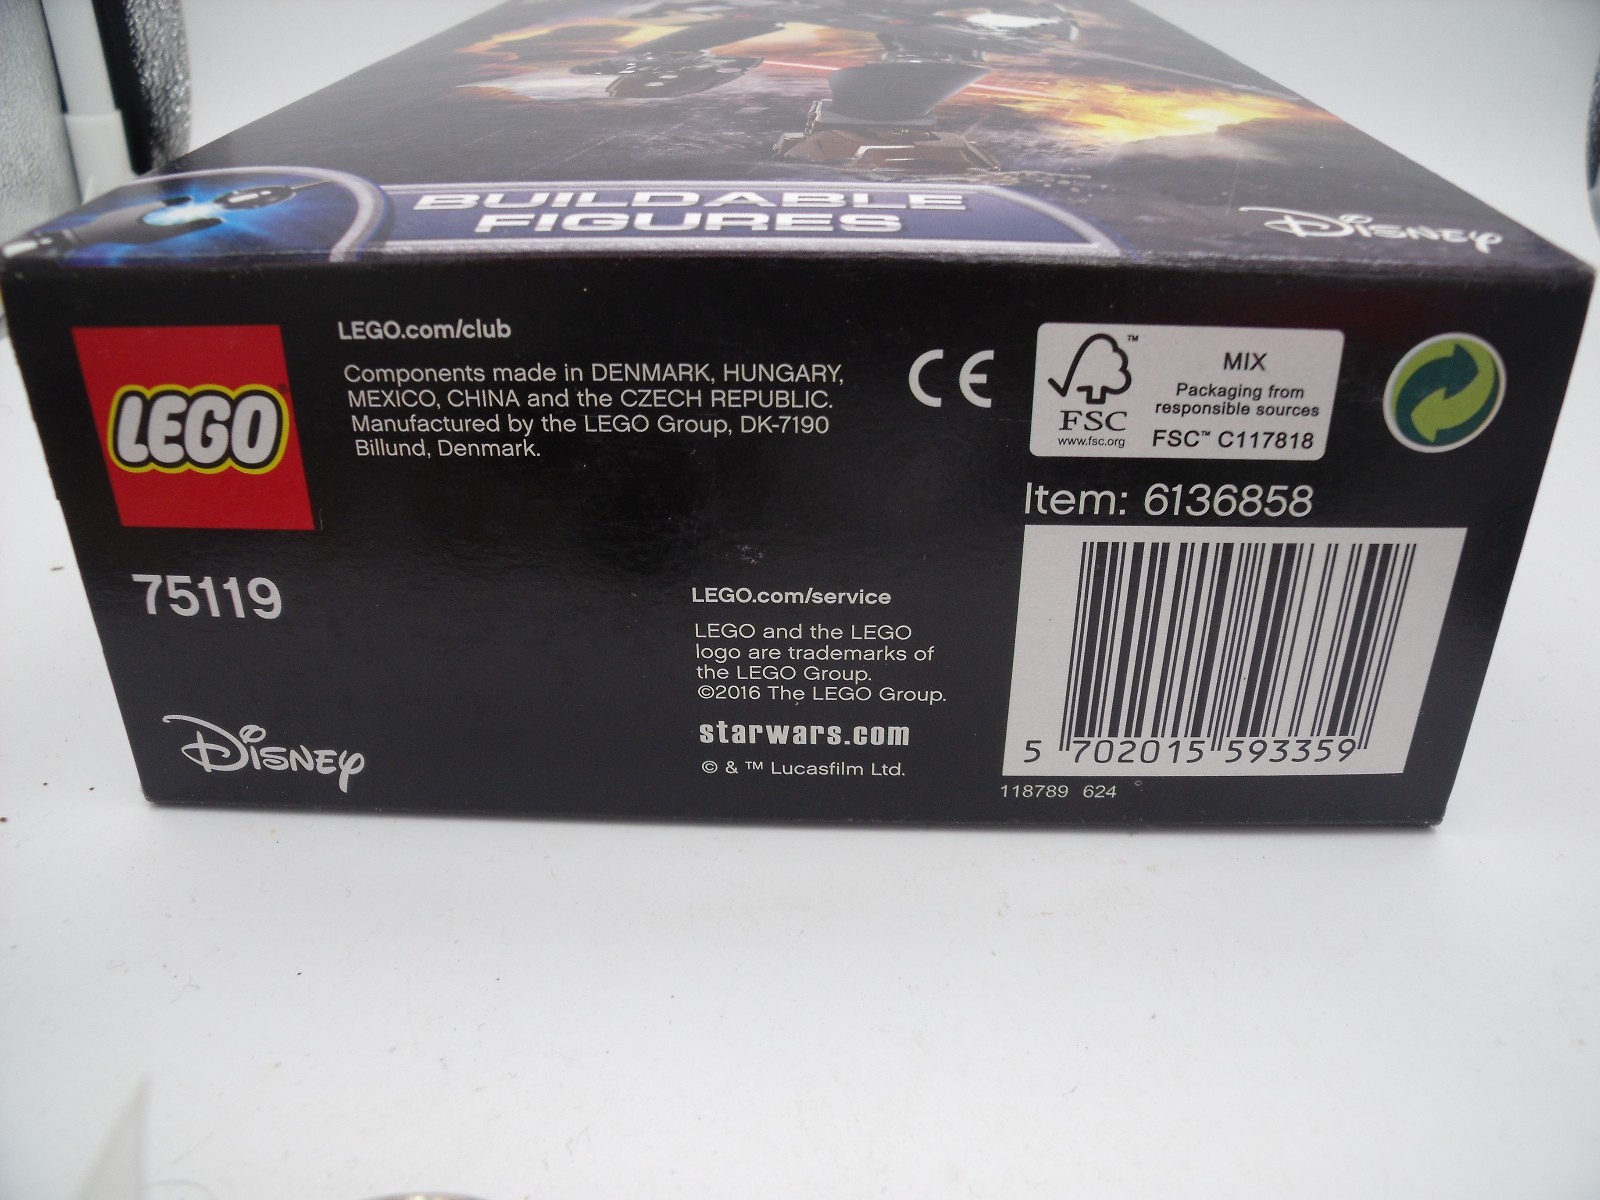 BUILDABLE
FIGURES
Disney
LEGO
LEGO.com/club
Components made in DENMARK, HUNGARY,
MEXICO, CHINA and the CZECH REPUBLIC.
Manufactured by the LEGO Group, DK-7190
Billund, Denmark.
CE
FSC
™
www.fsc.org
MIX
Packaging from
responsible sources
FSC™ C117818
Item: 6136858
75119
Disney
LEGO.com/service
LEGO and the LEGO
logo are trademarks of
the LEGO Group.
©2016 The LEGO Group.
starwars.com
© & ™ Lucasfilm Ltd.
5 702015 593359
118789 624